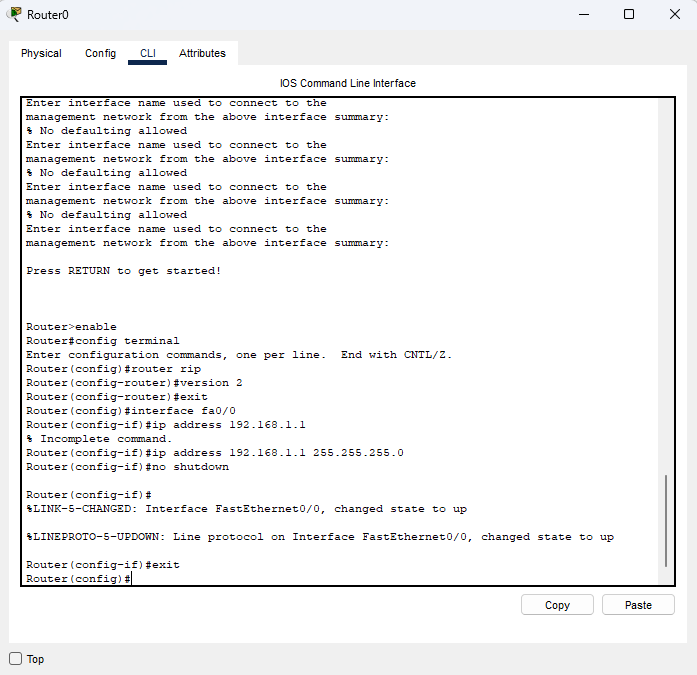 Router0
Physical Config CLI Attributes
IOS Command Line Interface
Enter interface name used to connect to the
management network from the above interface summary:
% No defaulting allowed
Enter interface name used to connect to the
management network from the above interface summary:
% No defaulting allowed
Enter interface name used to connect to the
management network from the above interface summary:
% No defaulting allowed
Enter interface name used to connect to the
management network from the above interface summary:
Press RETURN to get started!
Router>enable
Router#config terminal
Enter configuration commands, one per line.  End with CNTL/Z.
Router(config)#router rip
Router(config-router)#version 2
Router(config-router)#exit
Router(config)#interface fa0/0
Router(config-if)#ip address 192.168.1.1
% Incomplete command.
Router(config-if)#ip address 192.168.1.1 255.255.255.0
Router(config-if)#no shutdown
Router(config-if)#
%LINK-5-CHANGED: Interface FastEthernet0/0, changed state to up
%LINEPROTO-5-UPDOWN: Line protocol on Interface FastEthernet0/0, changed state to up
Router(config-if)#exit
Router(config)#
Copy Paste
Top